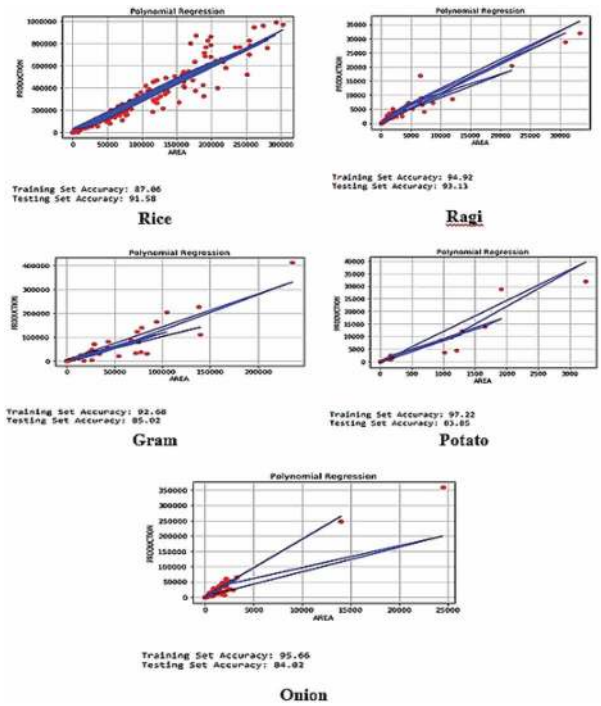 Polynomial Regression
1000000
800000
600000
400000
200000
0
PRODUCTION
0 50000 100000 150000 200000 250000 300000
AREA
Training Set Accuracy: 87.06
Testing Set Accuracy: 91.58
Rice
Polynomial Regression
35000
30000
25000
20000
15000
10000
5000
0
PRODUCTION
0 5000 10000 15000 20000 25000 30000
AREA
Training Set Accuracy: 94.92
Testing Set Accuracy: 93.13
Ragi
Polynomial Regression
400000
300000
200000
100000
0
PRODUCTION
0 50000 100000 150000 200000
AREA
Training Set Accuracy: 92.68
Testing Set Accuracy: 85.02
Gram
Polynomial Regression
40000
35000
30000
25000
20000
15000
10000
5000
0
PRODUCTION
0 500 1000 1500 2000 2500 3000
AREA
Training Set Accuracy: 97.22
Testing Set Accuracy: 83.85
Potato
Polynomial Regression
350000
300000
250000
200000
150000
100000
50000
0
PRODUCTION
0 5000 10000 15000 20000 25000
AREA
Training Set Accuracy: 95.66
Testing Set Accuracy: 84.02
Onion